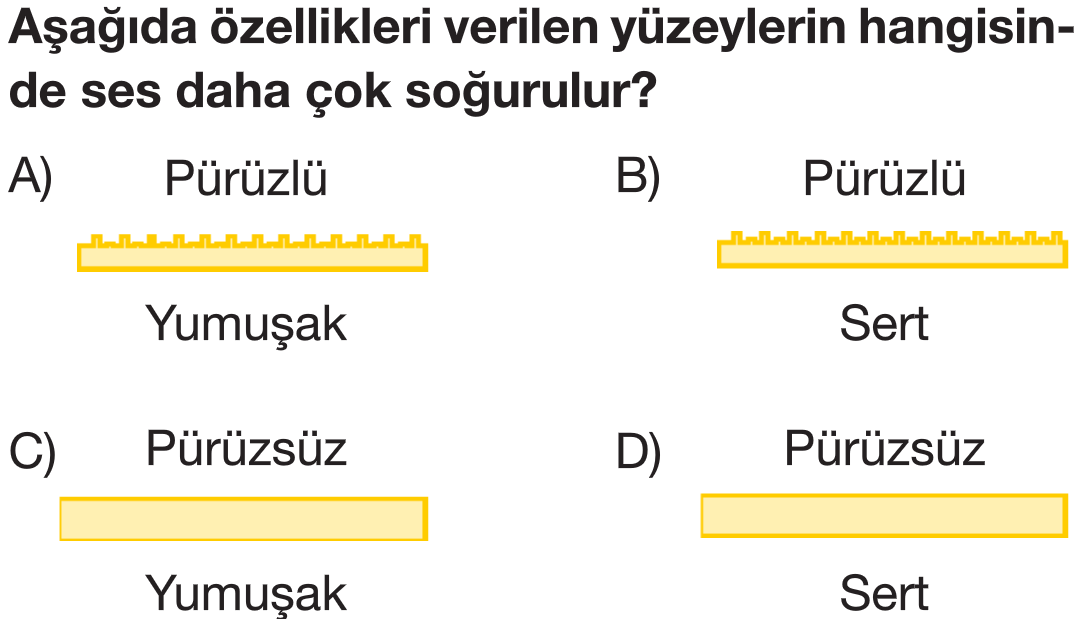 Aşağıda özellikleri verilen yüzeylerin hangisin-
de ses daha çok soğurulur?
A) Pürüzlü
Yumuşak
B) Pürüzlü
Sert
C) Pürüzsüz
Yumuşak
D) Pürüzsüz
Sert